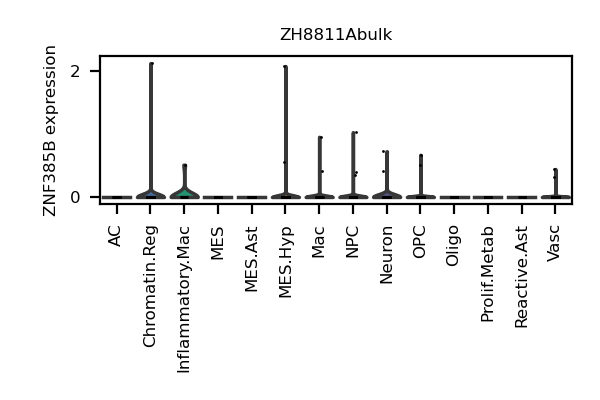 ZH8811Abulk
ZNF385B expression
2
0
AC
Chromatin.Reg
Inflammatory.Mac
MES
MES.Ast
MES.Hyp
Mac
NPC
Neuron
OPC
Oligo
Prolif.Metab
Reactive.Ast
Vasc